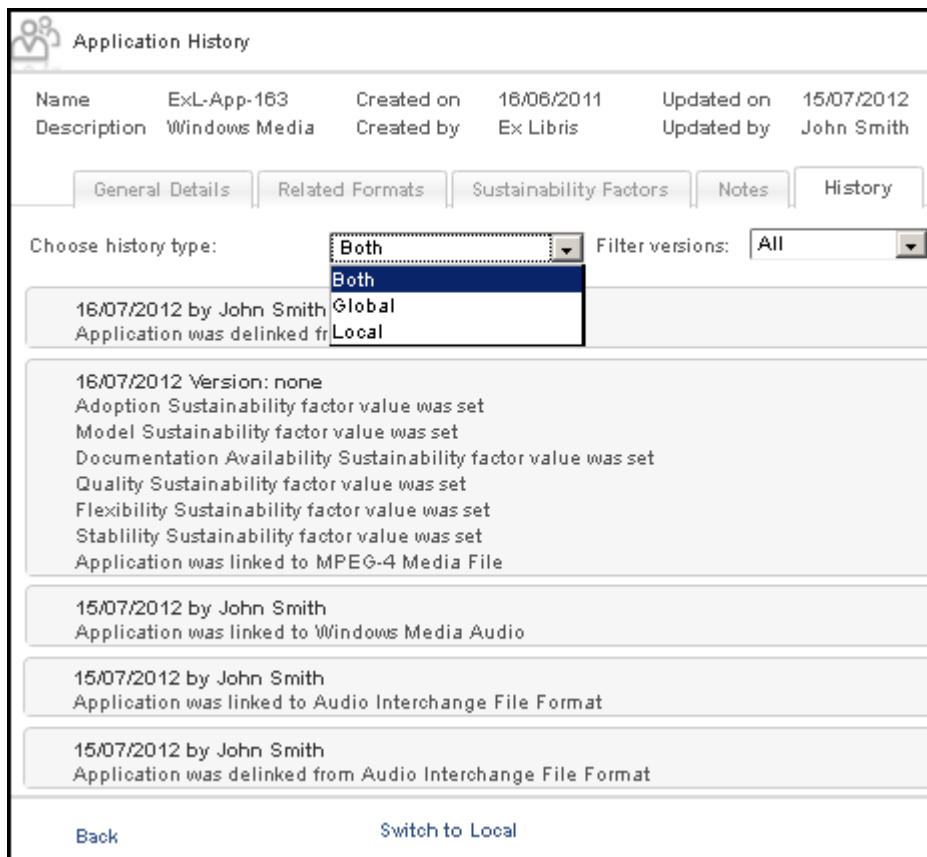 Application History
Name ExL-App-163 Created on 16/06/2011 Updated on 15/07/2012
Description Windows Media Created by Ex Libris Updated by John Smith
General Details Related Formats Sustainability Factors Notes History
Choose history type: Both Filter versions: All
Both
Global
Local
16/07/2012 by John Smith
Application was delinked fr
16/07/2012 Version: none
Adoption Sustainability factor value was set
Model Sustainability factor value was set
Documentation Availability Sustainability factor value was set
Quality Sustainability factor value was set
Flexibility Sustainability factor value was set
Stablility Sustainability factor value was set
Application was linked to MPEG-4 Media File
15/07/2012 by John Smith
Application was linked to Windows Media Audio
15/07/2012 by John Smith
Application was linked to Audio Interchange File Format
15/07/2012 by John Smith
Application was delinked from Audio Interchange File Format
Back Switch to Local